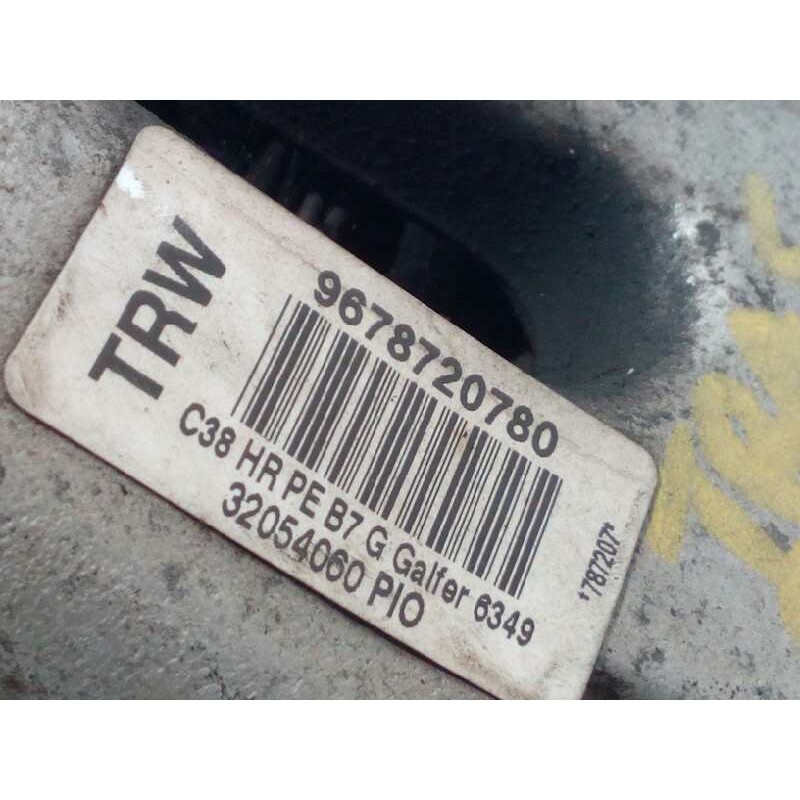 TRW
9678720780
C38 HR PE B7 G Galfer 6349
32054060 PIO
*787207*